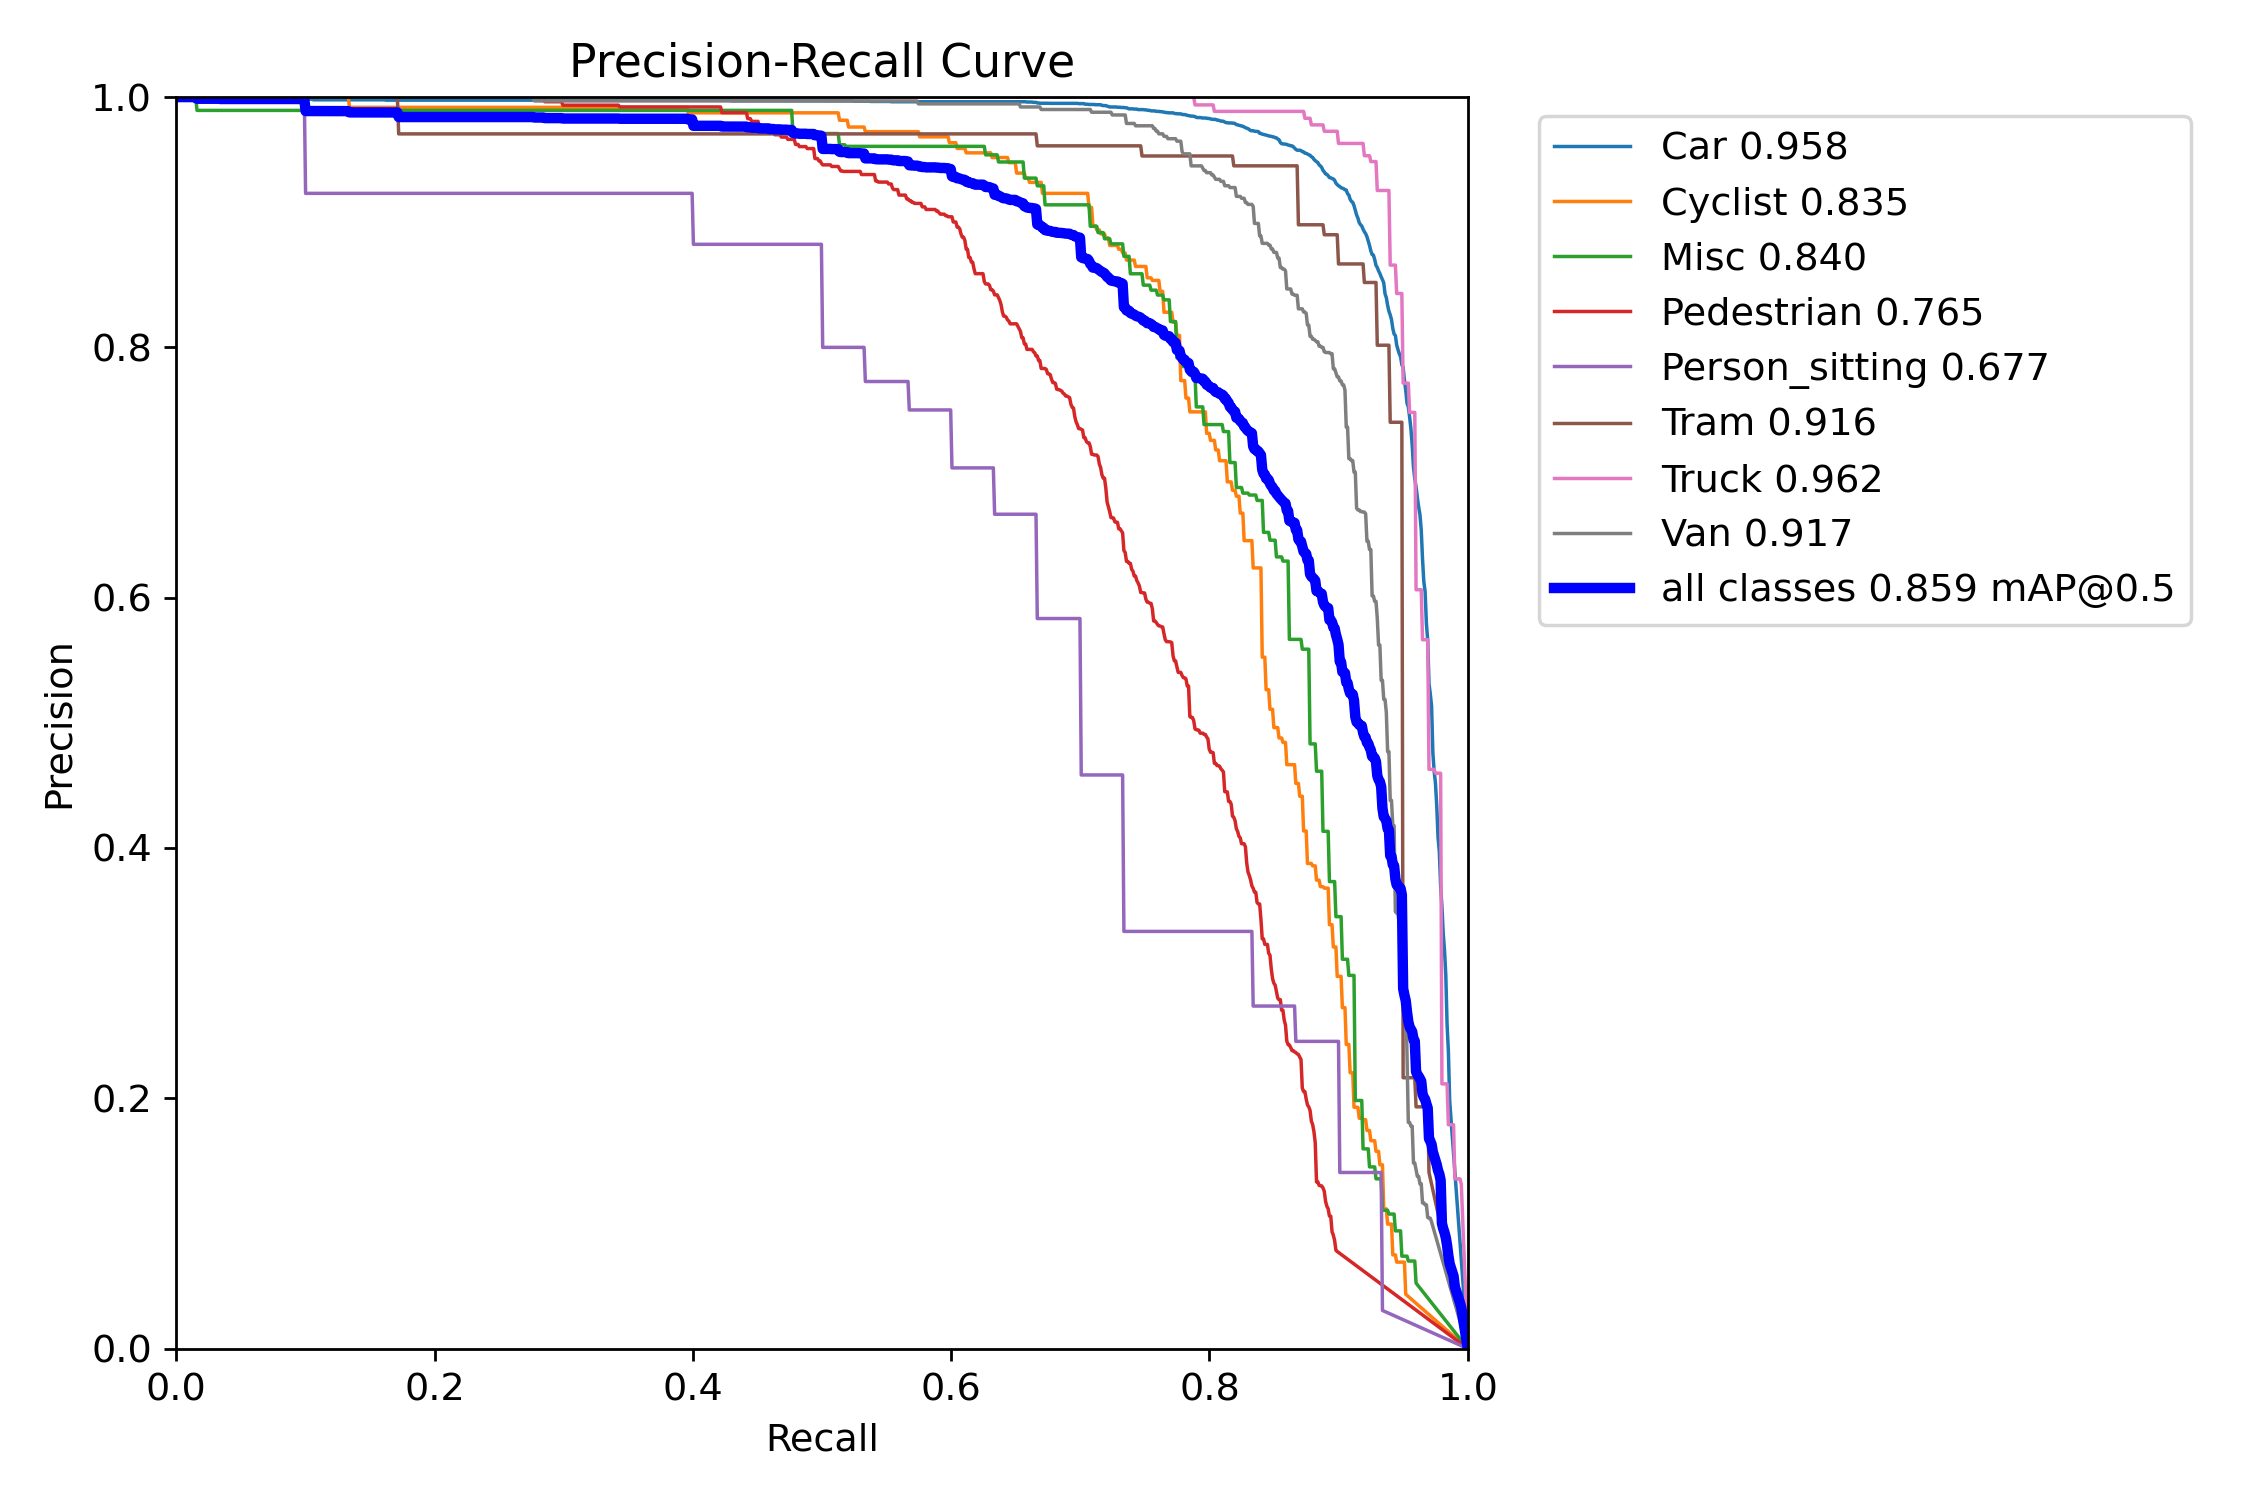 Precision-Recall Curve
1.0
0.8
0.6
0.4
0.2
0.0
Precision
0.0 0.2 0.4 0.6 0.8 1.0
Recall
Car 0.958
Cyclist 0.835
Misc 0.840
Pedestrian 0.765
Person_sitting 0.677
Tram 0.916
Truck 0.962
Van 0.917
all classes 0.859 mAP@0.5